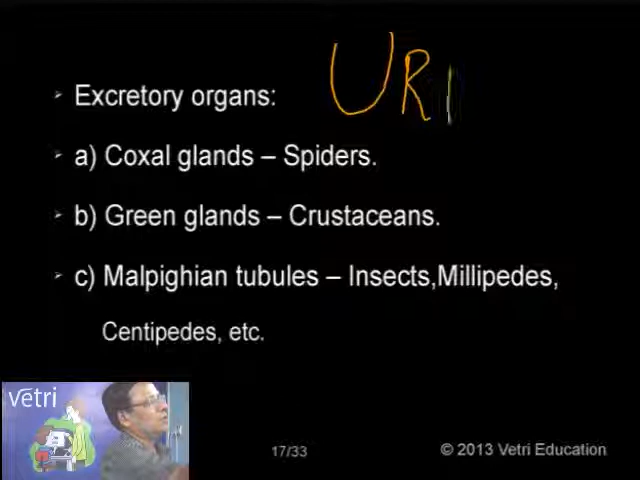 URI
Excretory organs:
a) Coxal glands – Spiders.
b) Green glands – Crustaceans.
c) Malpighian tubules – Insects,Millipedes,
Centipedes, etc.
vetri
17/33
© 2013 Vetri Education